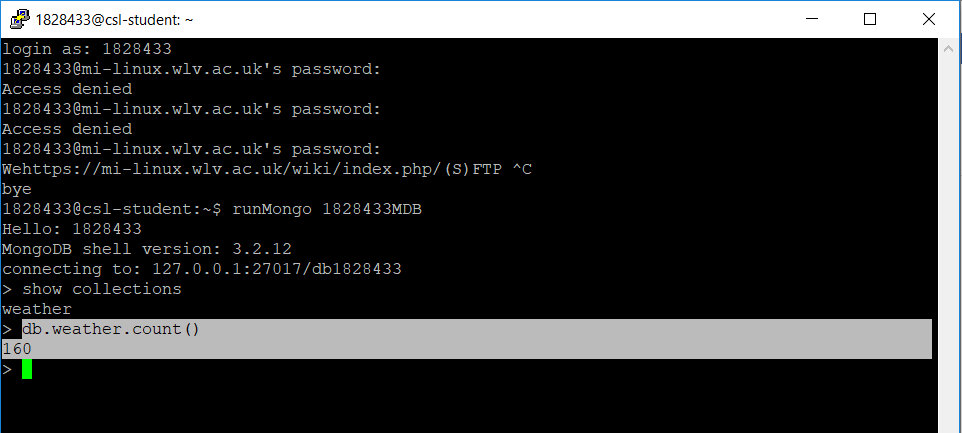 1828433@csl-student: ~
login as: 1828433
1828433@mi-linux.wlv.ac.uk's password:
Access denied
1828433@mi-linux.wlv.ac.uk's password:
Access denied
1828433@mi-linux.wlv.ac.uk's password:
Wehttps://mi-linux.wlv.ac.uk/wiki/index.php/(S)FTP ^C
bye
1828433@csl-student:~$ runMongo 1828433MDB
Hello: 1828433
MongoDB shell version: 3.2.12
connecting to: 127.0.0.1:27017/db1828433
> show collections
weather
> db.weather.count()
160
>